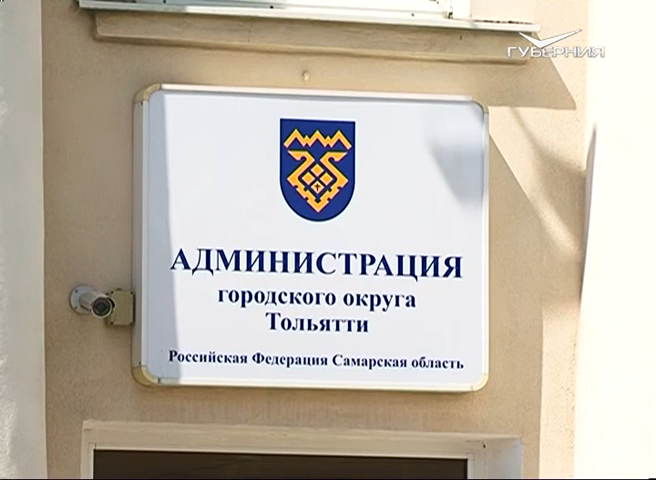 ГУБЕРНИЯ
АДМИНИСТРАЦИЯ
городского округа
Тольятти
Российская Федерация Самарская область